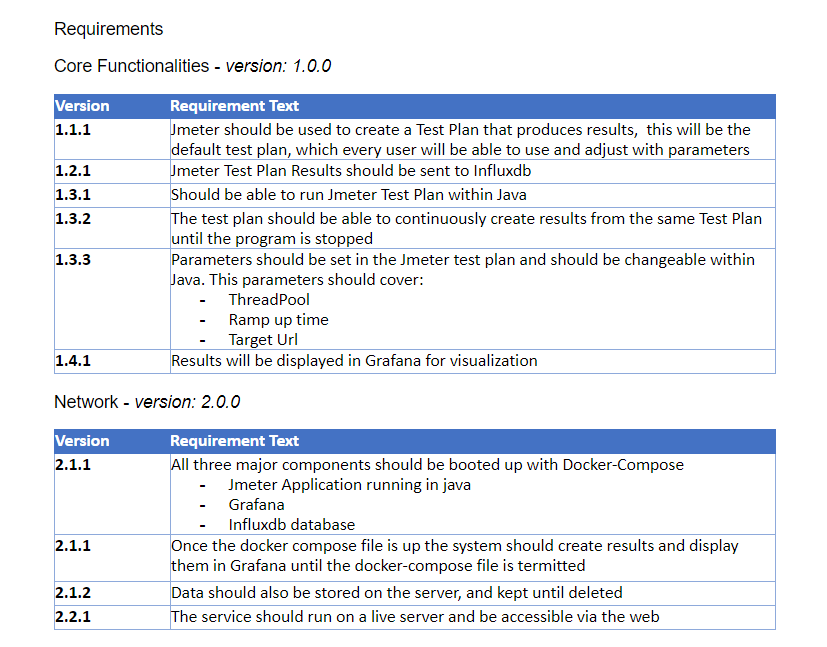 Requirements
Core Functionalities - version: 1.0.0
Version Requirement Text
1.1.1 Jmeter should be used to create a Test Plan that produces results,  this will be the
default test plan, which every user will be able to use and adjust with parameters
1.2.1 Jmeter Test Plan Results should be sent to Influxdb
1.3.1 Should be able to run Jmeter Test Plan within Java
1.3.2 The test plan should be able to continuously create results from the same Test Plan
until the program is stopped
1.3.3 Parameters should be set in the Jmeter test plan and should be changeable within
Java. This parameters should cover:
- ThreadPool
- Ramp up time
- Target Url
1.4.1 Results will be displayed in Grafana for visualization
Network - version: 2.0.0
Version Requirement Text
2.1.1 All three major components should be booted up with Docker-Compose
- Jmeter Application running in java
- Grafana
- Influxdb database
2.1.1 Once the docker compose file is up the system should create results and display
them in Grafana until the docker-compose file is termitted
2.1.2 Data should also be stored on the server, and kept until deleted
2.2.1 The service should run on a live server and be accessible via the web